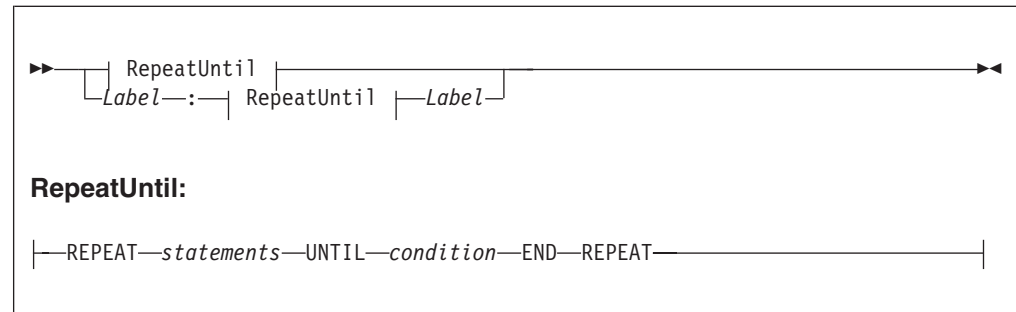 RepeatUntil
Label : RepeatUntil Label
RepeatUntil:
REPEAT statements UNTIL condition END REPEAT